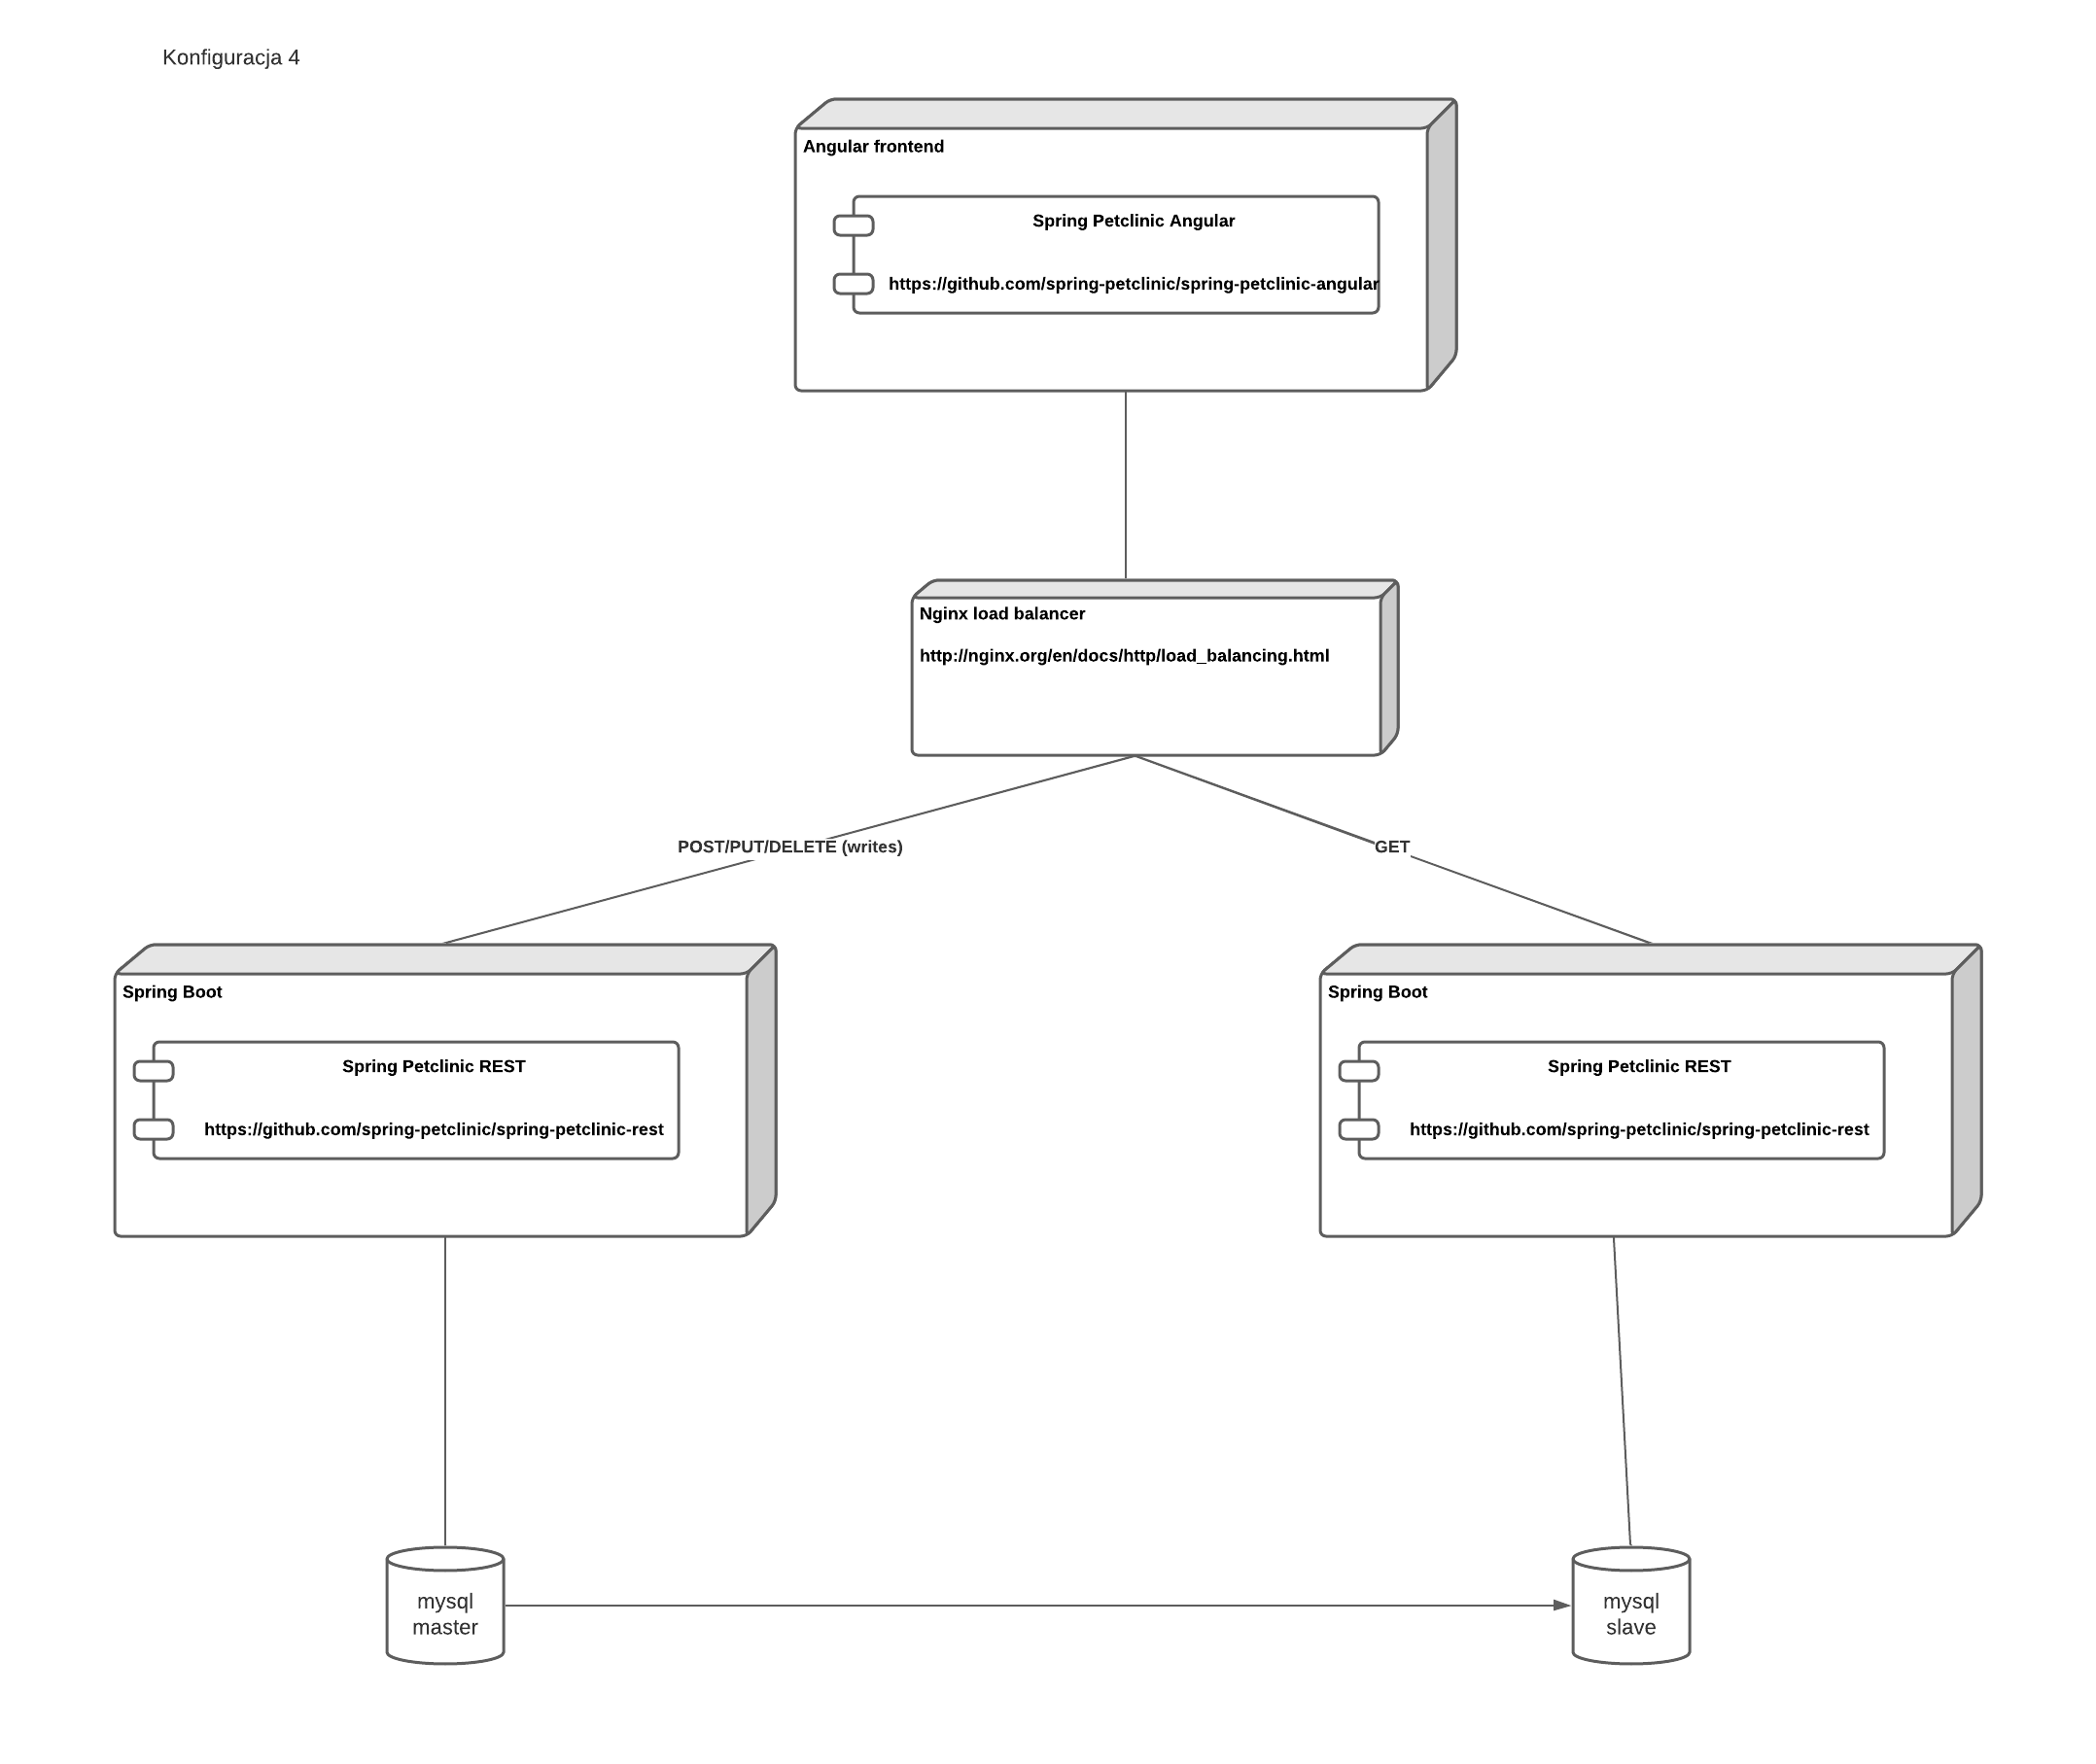 Konfiguracja 4
Angular frontend
Spring Petclinic Angular
https://github.com/spring-petclinic/spring-petclinic-angular
Nginx load balancer
http://nginx.org/en/docs/http/load_balancing.html
POST/PUT/DELETE (writes)
GET
Spring Boot
Spring Petclinic REST
https://github.com/spring-petclinic/spring-petclinic-rest
Spring Boot
Spring Petclinic REST
https://github.com/spring-petclinic/spring-petclinic-rest
mysql
master
mysql
slave